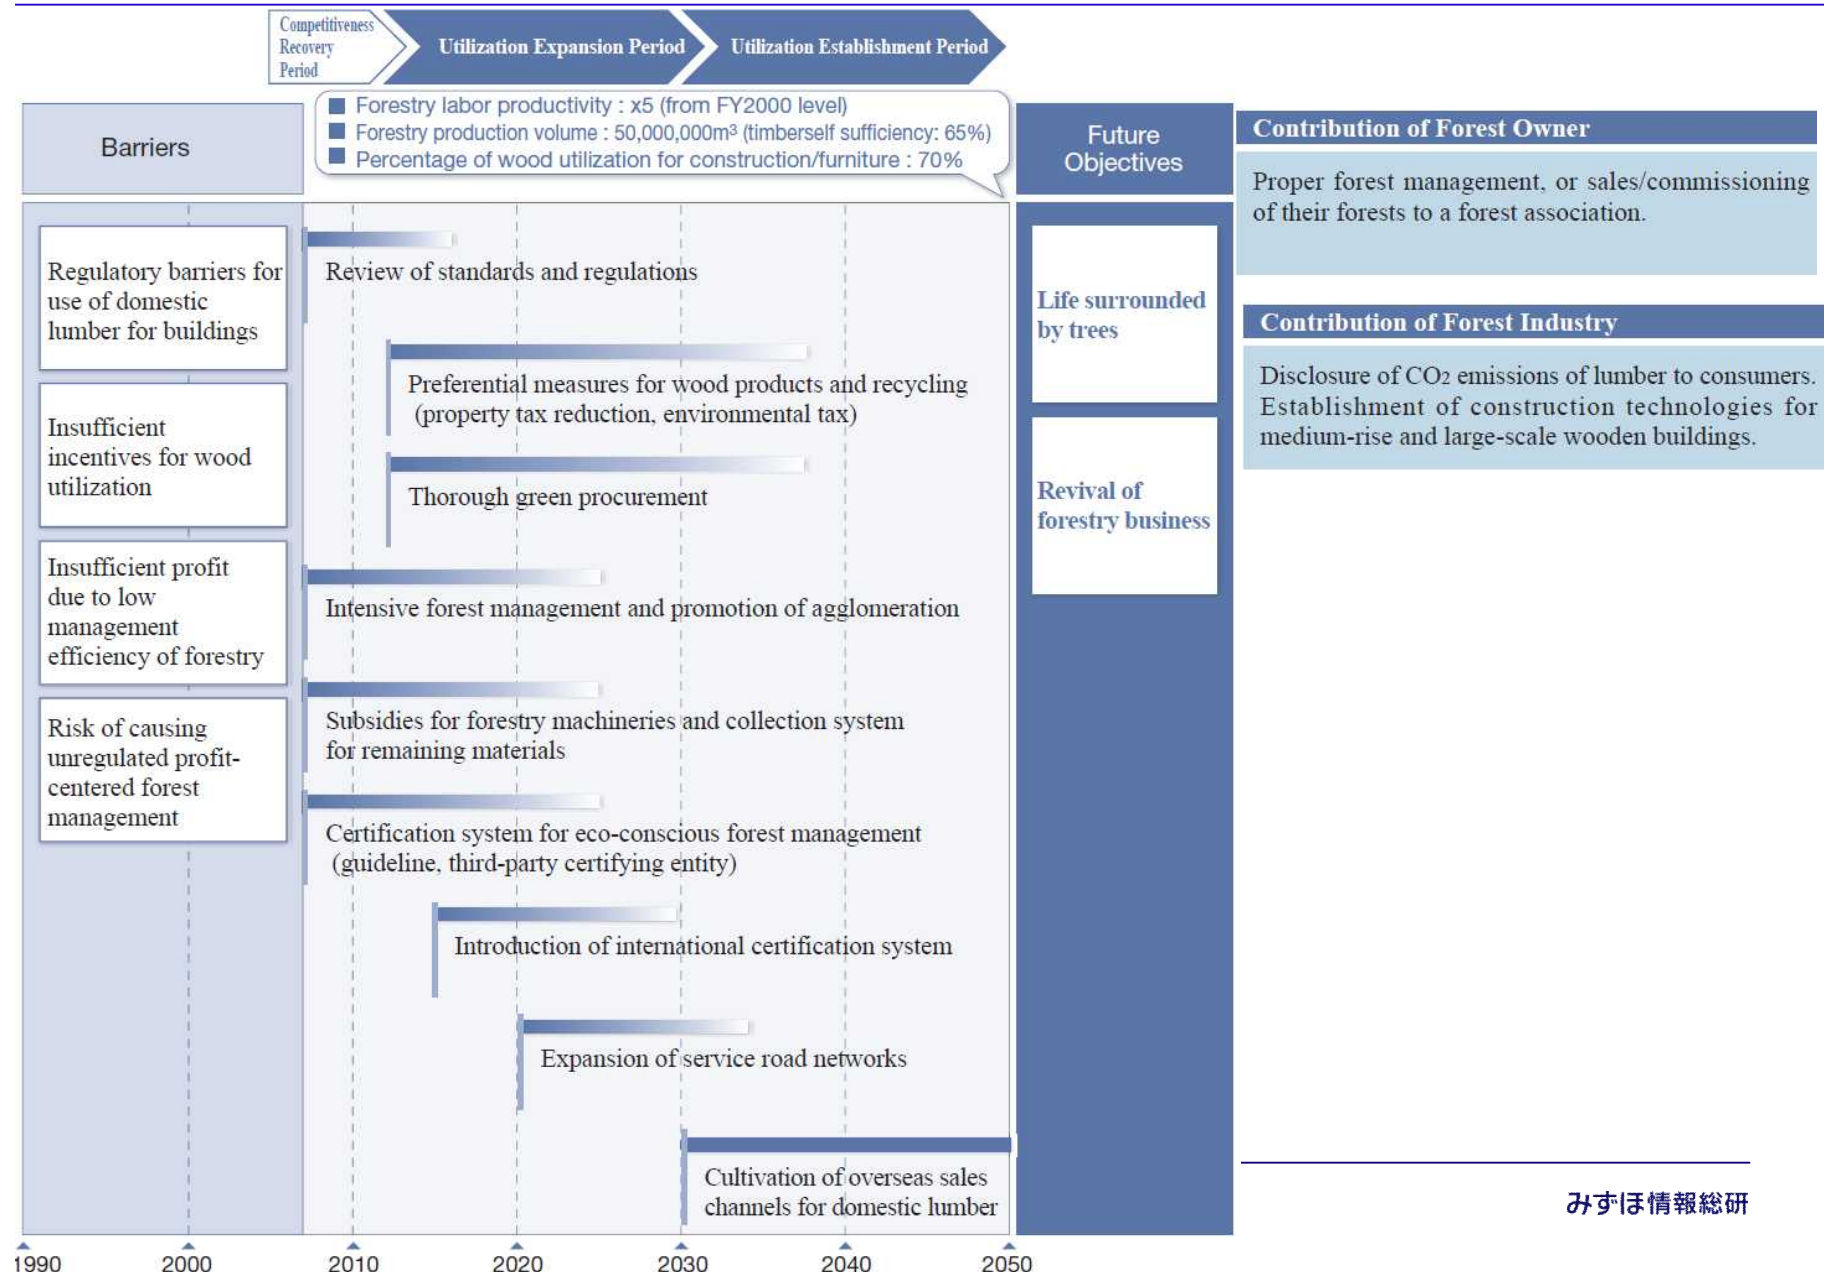 Competitiveness
Recovery
Period
Utilization Expansion Period
Utilization Establishment Period
Barriers
■ Forestry labor productivity : x5 (from FY2000 level)
■ Forestry production volume : 50,000,000m³ (timberself sufficiency: 65%)
■ Percentage of wood utilization for construction/furniture : 70%
Future
Objectives
Contribution of Forest Owner
Proper forest management, or sales/commissioning
of their forests to a forest association.
Contribution of Forest Industry
Disclosure of CO2 emissions of lumber to consumers.
Establishment of construction technologies for
medium-rise and large-scale wooden buildings.
Regulatory barriers for
use of domestic
lumber for buildings
Insufficient
incentives for wood
utilization
Insufficient profit
due to low
management
efficiency of forestry
Risk of causing
unregulated profit-
centered forest
management
Review of standards and regulations
Preferential measures for wood products and recycling
(property tax reduction, environmental tax)
Thorough green procurement
Intensive forest management and promotion of agglomeration
Subsidies for forestry machineries and collection system
for remaining materials
Certification system for eco-conscious forest management
(guideline, third-party certifying entity)
Introduction of international certification system
Expansion of service road networks
Cultivation of overseas sales
channels for domestic lumber
Life surrounded
by trees
Revival of
forestry business
みずほ情報総研
1990 2000 2010 2020 2030 2040 2050